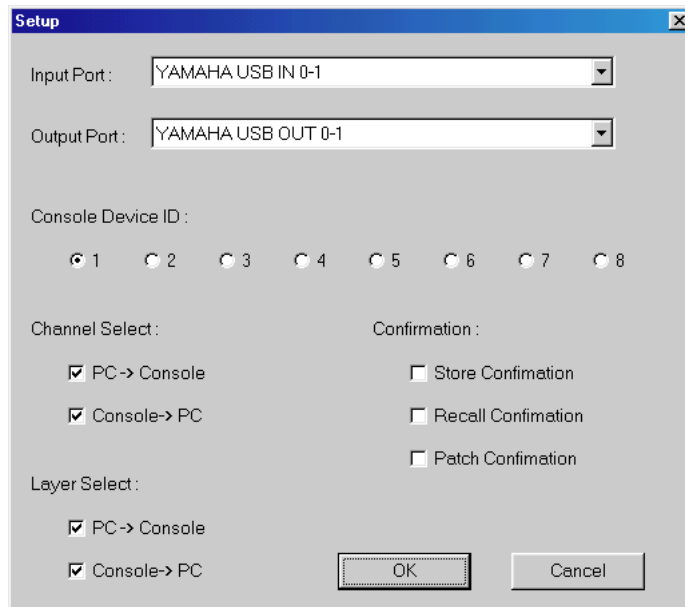 Setup
Input Port :
YAMAHA USB IN 0-1
Output Port :
YAMAHA USB OUT 0-1
Console Device ID :
1 2 3 4 5 6 7 8
Channel Select :
PC -> Console
Console-> PC
Confirmation :
Store Confimation
Recall Confimation
Patch Confimation
Layer Select :
PC -> Console
Console-> PC
OK
Cancel